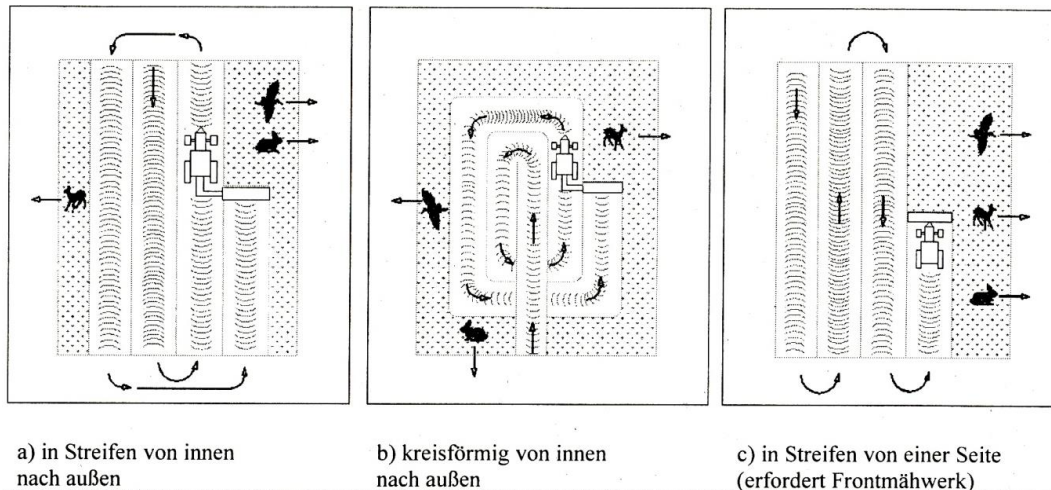 a) in Streifen von innen
nach außen
b) kreisförmig von innen
nach außen
c) in Streifen von einer Seite
(erfordert Frontmähwerk)